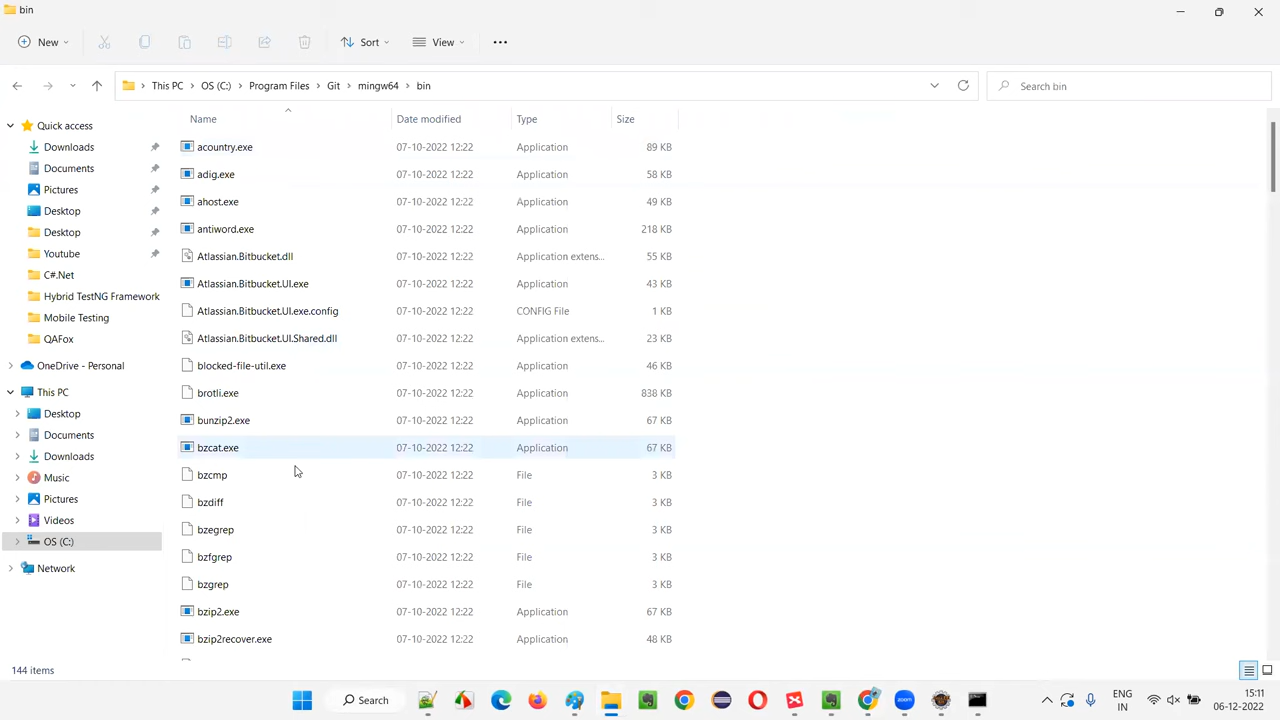 bin
New
Sort
View
This PC > OS (C:) > Program Files > Git > mingw64 > bin
Search bin
Name Date modified Type Size
Quick access
Downloads
Documents
Pictures
Desktop
Desktop
Youtube
C#.Net
Hybrid TestNG Framework
Mobile Testing
QAFox
OneDrive - Personal
This PC
Desktop
Documents
Downloads
Music
Pictures
Videos
OS (C:)
Network
acountry.exe 07-10-2022 12:22 Application 89 KB
adig.exe 07-10-2022 12:22 Application 58 KB
ahost.exe 07-10-2022 12:22 Application 49 KB
antiword.exe 07-10-2022 12:22 Application 218 KB
Atlassian.Bitbucket.dll 07-10-2022 12:22 Application extens... 55 KB
Atlassian.Bitbucket.UI.exe 07-10-2022 12:22 Application 43 KB
Atlassian.Bitbucket.UI.exe.config 07-10-2022 12:22 CONFIG File 1 KB
Atlassian.Bitbucket.UI.Shared.dll 07-10-2022 12:22 Application extens... 23 KB
blocked-file-util.exe 07-10-2022 12:22 Application 46 KB
brotli.exe 07-10-2022 12:22 Application 838 KB
bunzip2.exe 07-10-2022 12:22 Application 67 KB
bzcat.exe 07-10-2022 12:22 Application 67 KB
bzcmp 07-10-2022 12:22 File 3 KB
bzdiff 07-10-2022 12:22 File 3 KB
bzegrep 07-10-2022 12:22 File 3 KB
bzfgrep 07-10-2022 12:22 File 3 KB
bzgrep 07-10-2022 12:22 File 3 KB
bzip2.exe 07-10-2022 12:22 Application 67 KB
bzip2recover.exe 07-10-2022 12:22 Application 48 KB
144 items
Search
zoom
ENG
IN
15:11
06-12-2022